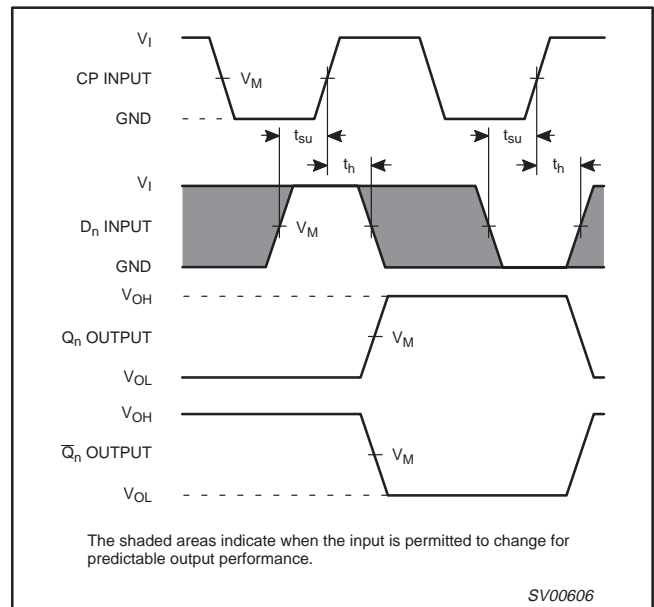 V_I
CP INPUT
V_M
GND
t_su
t_su
t_h
t_h
V_I
D_n INPUT
V_M
GND
V_OH
Q_n OUTPUT
V_M
V_OL
V_OH
Q̅_n OUTPUT
V_M
V_OL
The shaded areas indicate when the input is permitted to change for
predictable output performance.
SV00606